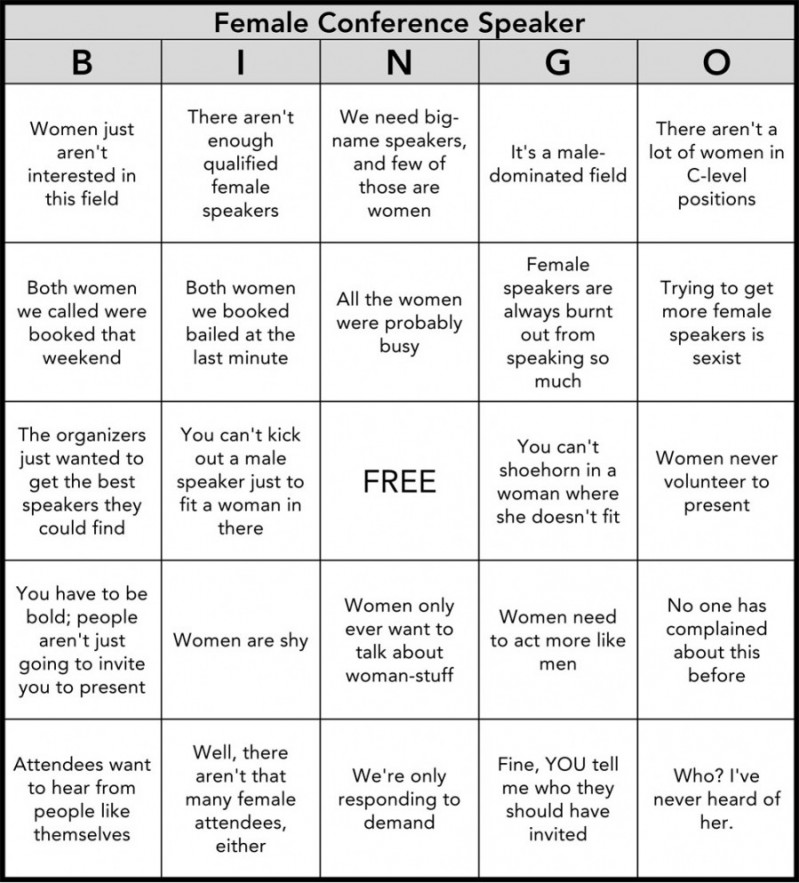 Female Conference Speaker
B I N G O
Women just
aren't
interested in
this field
There aren't
enough
qualified
female
speakers
We need big-
name speakers,
and few of
those are
women
It's a male-
dominated field
There aren't a
lot of women in
C-level
positions
Both women
we called were
booked that
weekend
Both women
we booked
bailed at the
last minute
All the women
were probably
busy
Female
speakers are
always burnt
out from
speaking so
much
Trying to get
more female
speakers is
sexist
The organizers
just wanted to
get the best
speakers they
could find
You can't kick
out a male
speaker just to
fit a woman in
there
FREE
You can't
shoehorn in a
woman where
she doesn't fit
Women never
volunteer to
present
You have to be
bold; people
aren't just
going to invite
you to present
Women are shy
Women only
ever want to
talk about
woman-stuff
Women need
to act more like
men
No one has
complained
about this
before
Attendees want
to hear from
people like
themselves
Well, there
aren't that
many female
attendees,
either
We're only
responding to
demand
Fine, YOU tell
me who they
should have
invited
Who? I've
never heard of
her.